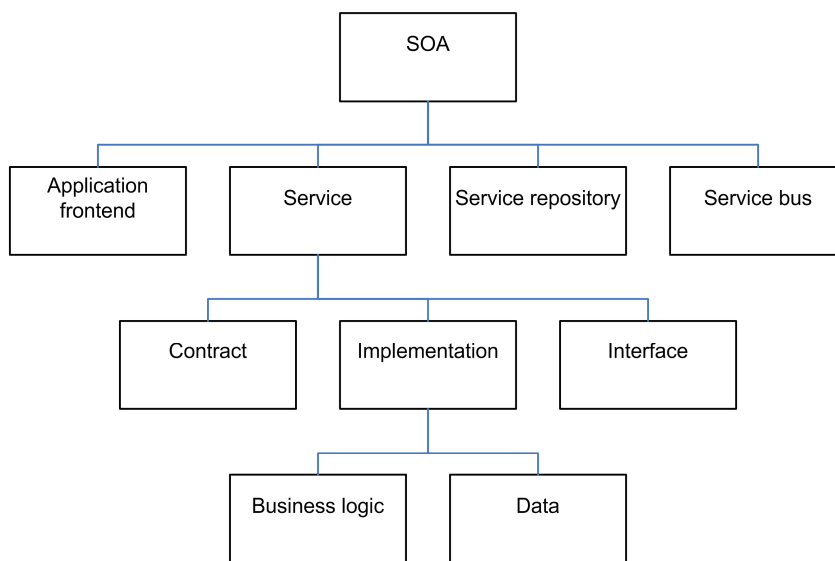 SOA
Application
frontend
Service
Service repository
Service bus
Contract
Implementation
Interface
Business logic
Data